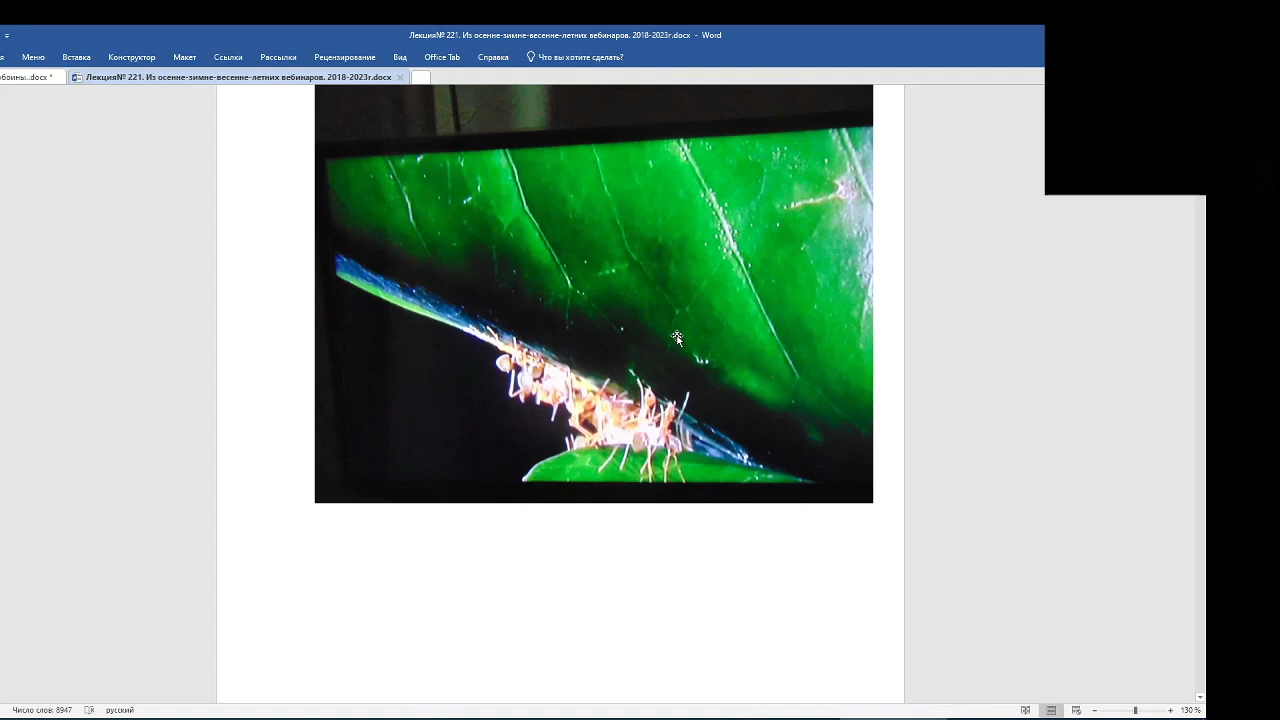 Лекция№ 221. Из осенне-зимне-весенне-летних вебинаров. 2018-2023г.docx - Word
я Меню Вставка Конструктор Макет Ссылки Рассылки Рецензирование Вид Office Tab Справка Что вы хотите сделать?
обоины..docx * Лекция№ 221. Из осенне-зимне-весенне-летних вебинаров. 2018-2023г.docx
Число слов: 8947 русский 130 %